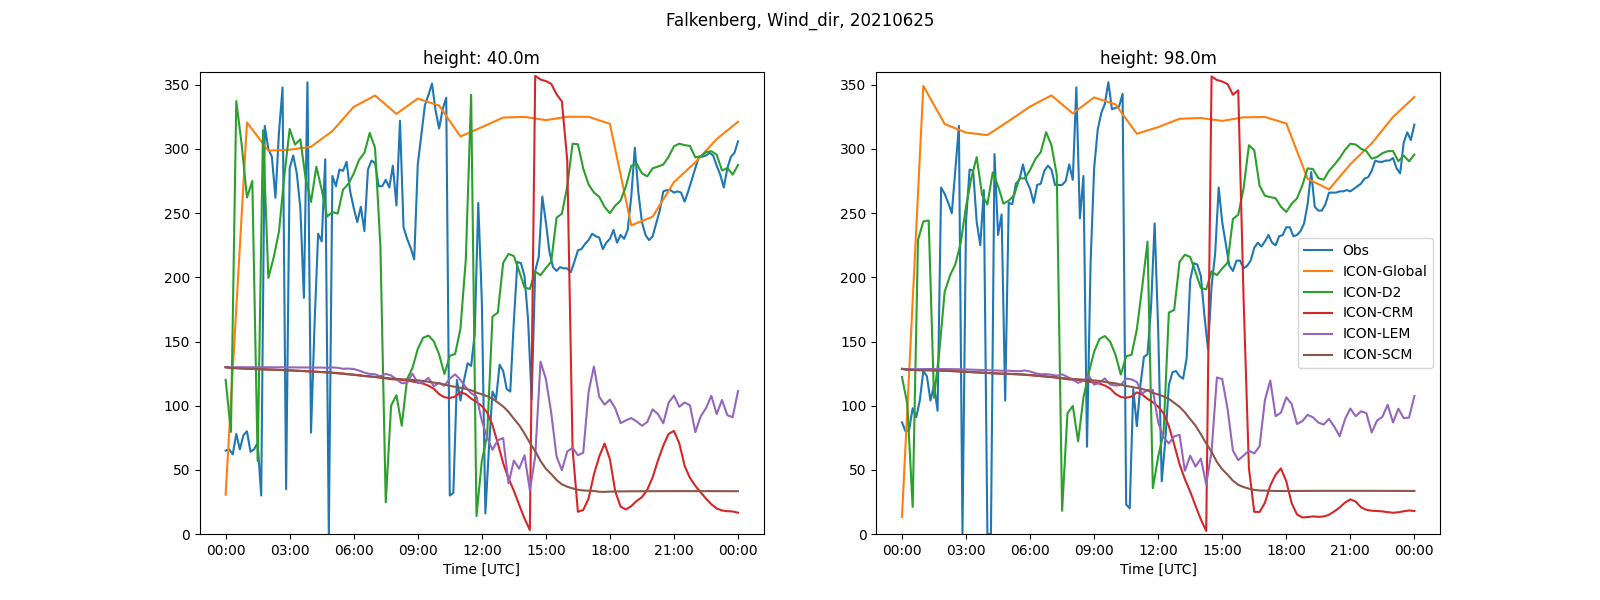 Falkenberg, Wind_dir, 20210625
height: 40.0m
350
300
250
200
150
100
50
0
00:00 03:00 06:00 09:00 12:00 15:00 18:00 21:00 00:00
Time [UTC]
height: 98.0m
350
300
250
200
150
100
50
0
Obs
ICON-Global
ICON-D2
ICON-CRM
ICON-LEM
ICON-SCM
00:00 03:00 06:00 09:00 12:00 15:00 18:00 21:00 00:00
Time [UTC]